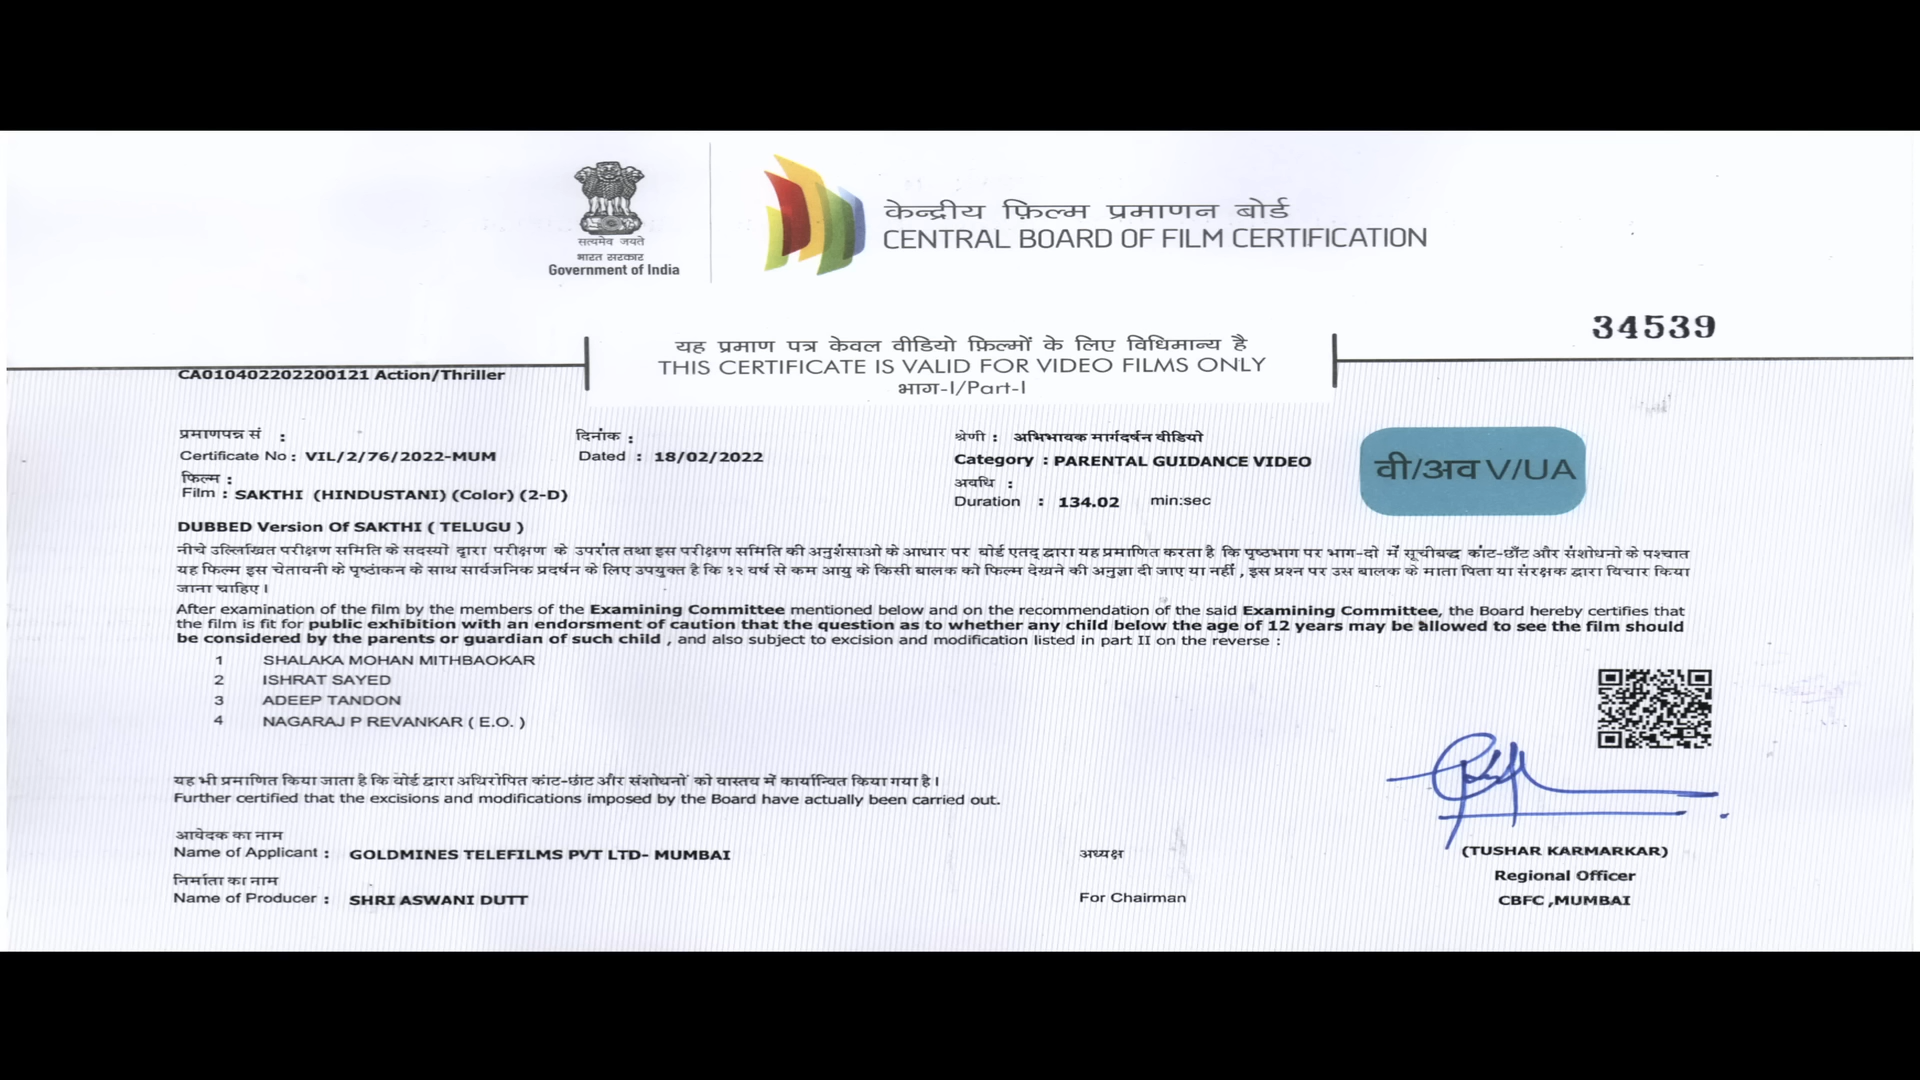 सत्यमेव जयते
भारत सरकार
Government of India
केन्द्रीय फ़िल्म प्रमाणन बोर्ड
CENTRAL BOARD OF FILM CERTIFICATION
34539
यह प्रमाण पत्र केवल वीडियो फ़िल्मों के लिए विधिमान्य है
THIS CERTIFICATE IS VALID FOR VIDEO FILMS ONLY
भाग-I/Part-I
CA010402202200121 Action/Thriller
प्रमाणपत्र सं :
Certificate No : VIL/2/76/2022-MUM
दिनांक :
Dated : 18/02/2022
श्रेणी : अभिभावक मार्गदर्षन वीडियो
Category : PARENTAL GUIDANCE VIDEO
वी/अव V/UA
फिल्म :
Film : SAKTHI (HINDUSTANI) (Color) (2-D)
अवधि :
Duration : 134.02 min:sec
DUBBED Version Of SAKTHI ( TELUGU )
नीचे उल्लिखित परीक्षण समिति के सदस्यो द्वारा परीक्षण के उपरांत तथा इस परीक्षण समिति की अनुशंसाओ के आधार पर बोर्ड एतद् द्वारा यह प्रमाणित करता है कि पृष्ठभाग पर भाग-दो में सूचीबद्ध कांट-छाँट और संशोधनो के पश्चात
यह फिल्म इस चेतावनी के पृष्ठांकन के साथ सार्वजनिक प्रदर्षन के लिए उपयुक्त है कि १२ वर्ष से कम आयु के किसी बालक को फिल्म देखने की अनुज्ञा दी जाए या नहीं , इस प्रश्न पर उस बालक के माता पिता या संरक्षक द्वारा विचार किया
जाना चाहिए ।
After examination of the film by the members of the Examining Committee mentioned below and on the recommendation of the said Examining Committee, the Board hereby certifies that
the film is fit for public exhibition with an endorsment of caution that the question as to whether any child below the age of 12 years may be allowed to see the film should
be considered by the parents or guardian of such child , and also subject to excision and modification listed in part II on the reverse :
1 SHALAKA MOHAN MITHBAOKAR
2 ISHRAT SAYED
3 ADEEP TANDON
4 NAGARAJ P REVANKAR ( E.O. )
यह भी प्रमाणित किया जाता है कि बोर्ड द्वारा अधिरोपित कांट-छांट और संशोधनों को वास्तव में कार्यान्वित किया गया है ।
Further certified that the excisions and modifications imposed by the Board have actually been carried out.
आवेदक का नाम
Name of Applicant : GOLDMINES TELEFILMS PVT LTD- MUMBAI
निर्माता का नाम
Name of Producer : SHRI ASWANI DUTT
अध्यक्ष
For Chairman
(TUSHAR KARMARKAR)
Regional Officer
CBFC ,MUMBAI